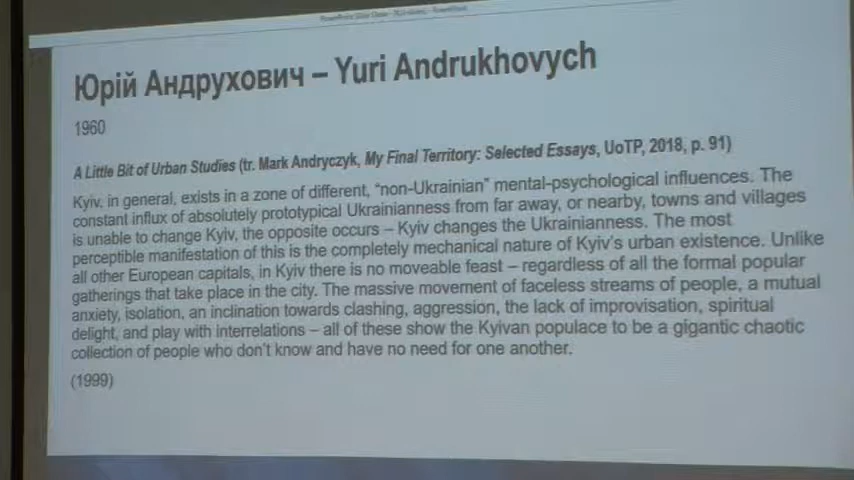 Юрій Андрухович – Yuri Andrukhovych
1960
A Little Bit of Urban Studies (tr. Mark Andryczyk, My Final Territory: Selected Essays, UoTP, 2018, p. 91)
Kyiv, in general, exists in a zone of different, “non-Ukrainian” mental-psychological influences. The
constant influx of absolutely prototypical Ukrainianness from far away, or nearby, towns and villages
is unable to change Kyiv, the opposite occurs – Kyiv changes the Ukrainianness. The most
perceptible manifestation of this is the completely mechanical nature of Kyiv’s urban existence. Unlike
all other European capitals, in Kyiv there is no moveable feast – regardless of all the formal popular
gatherings that take place in the city. The massive movement of faceless streams of people, a mutual
anxiety, isolation, an inclination towards clashing, aggression, the lack of improvisation, spiritual
delight, and play with interrelations – all of these show the Kyivan populace to be a gigantic chaotic
collection of people who don’t know and have no need for one another.
(1999)